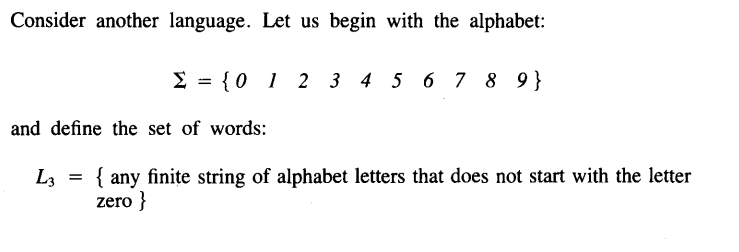 Consider another language. Let us begin with the alphabet:
Σ = { 0 1 2 3 4 5 6 7 8 9 }
and define the set of words:
L₃ = { any finite string of alphabet letters that does not start with the letter
zero }